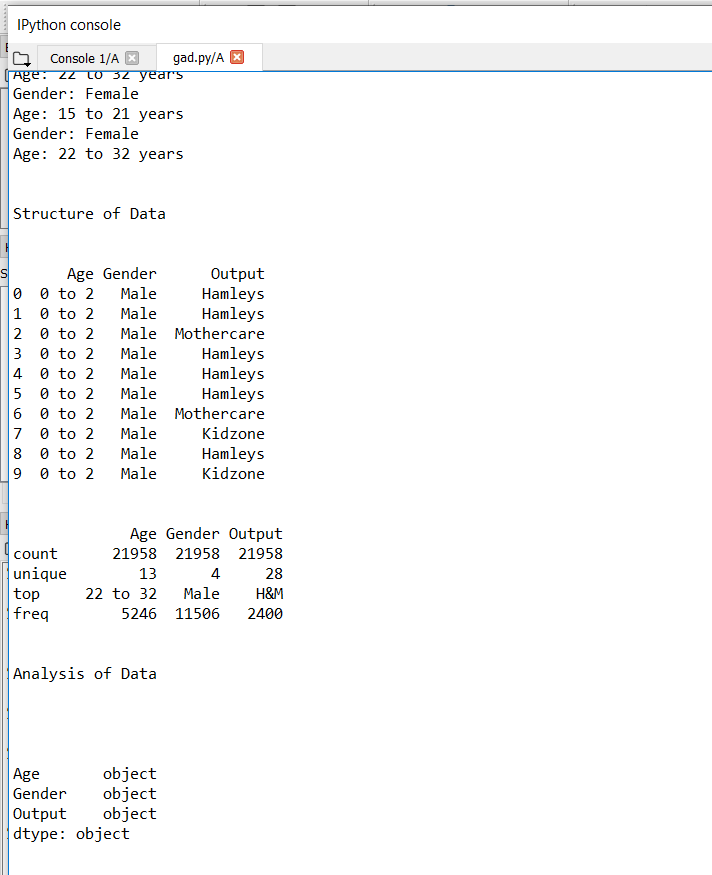 IPython console
Console 1/A gad.py/A
Age: 22 to 32 years
Gender: Female
Age: 15 to 21 years
Gender: Female
Age: 22 to 32 years
Structure of Data
Age Gender Output
0 0 to 2 Male Hamleys
1 0 to 2 Male Hamleys
2 0 to 2 Male Mothercare
3 0 to 2 Male Hamleys
4 0 to 2 Male Hamleys
5 0 to 2 Male Hamleys
6 0 to 2 Male Mothercare
7 0 to 2 Male Kidzone
8 0 to 2 Male Hamleys
9 0 to 2 Male Kidzone
Age Gender Output
count 21958 21958 21958
unique 13 4 28
top 22 to 32 Male H&M
freq 5246 11506 2400
Analysis of Data
Age object
Gender object
Output object
dtype: object